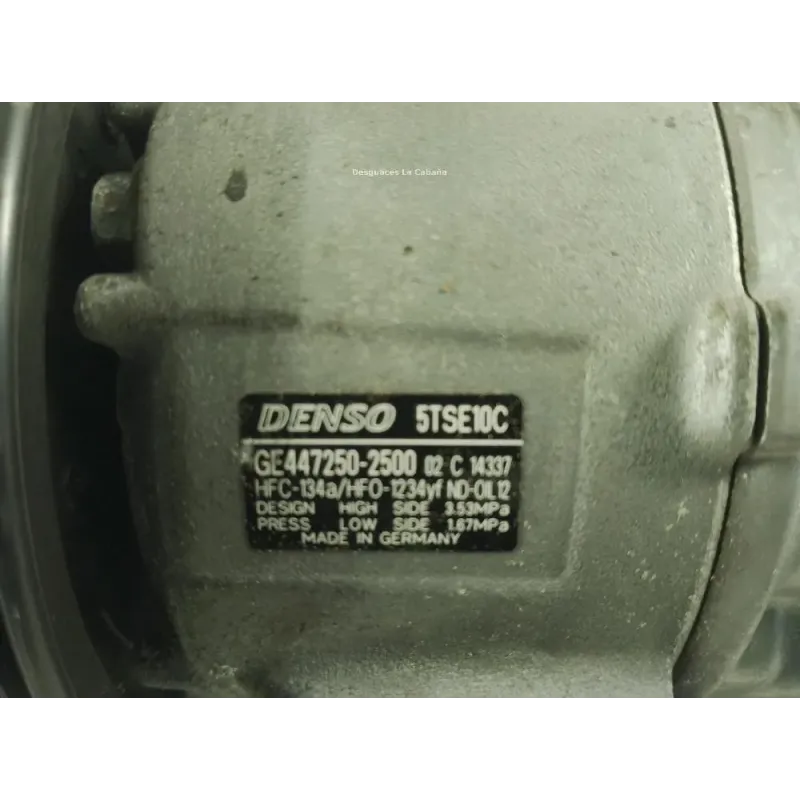 Desguaces La Cabaña
DENSO 5TSE10C
GE447250-2500 02 C 14337
HFC-134a/HFO-1234yf ND-OIL12
DESIGN HIGH SIDE 3.53MPa
PRESS LOW SIDE 1.67MPa
MADE IN GERMANY